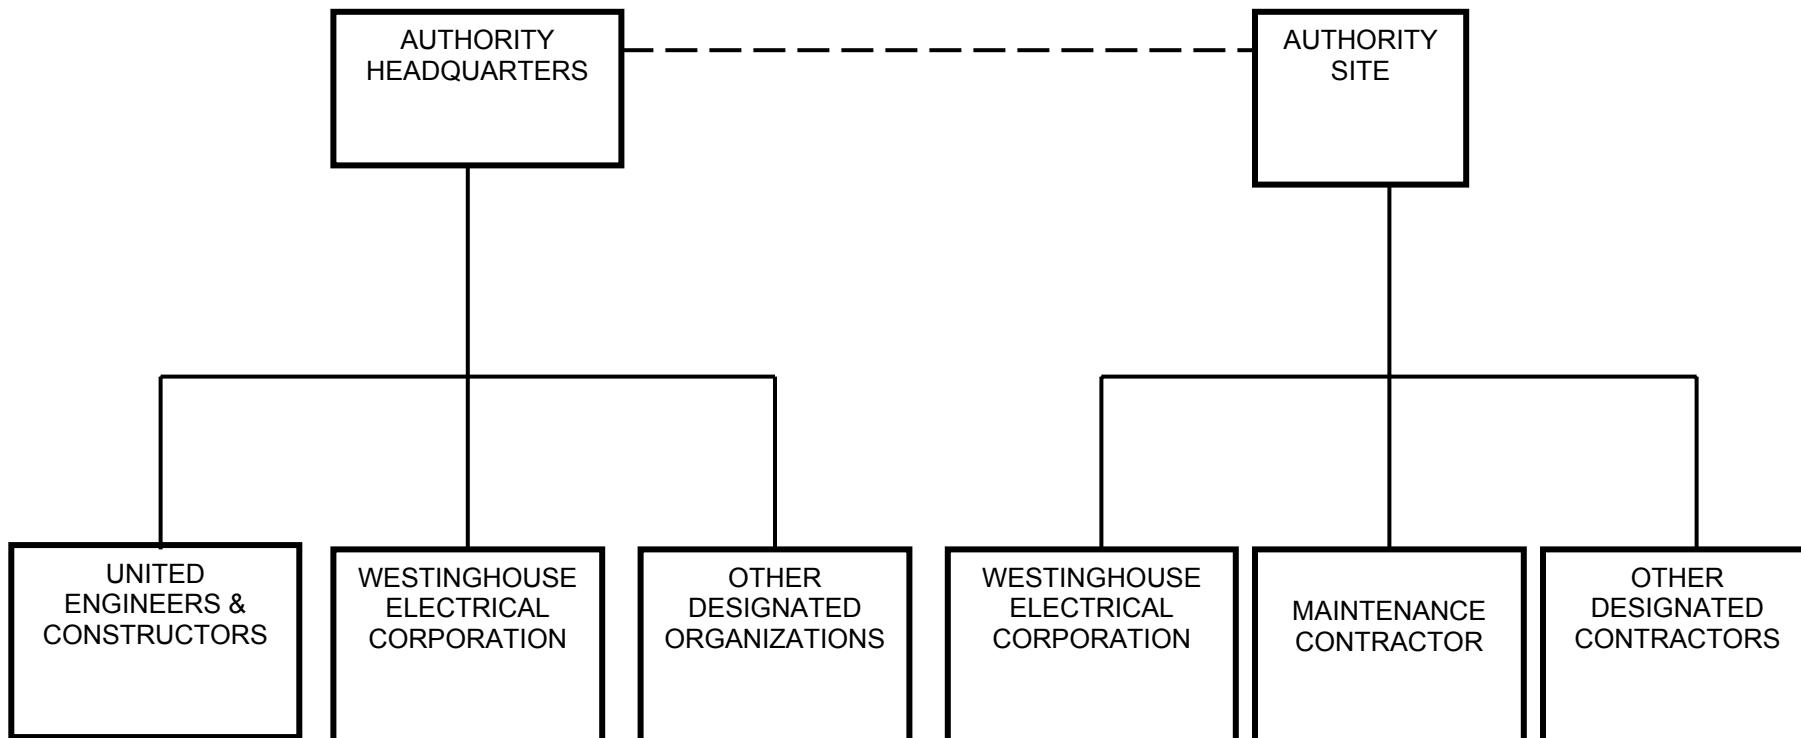 AUTHORITY
HEADQUARTERS
AUTHORITY
SITE
UNITED
ENGINEERS &
CONSTRUCTORS
WESTINGHOUSE
ELECTRICAL
CORPORATION
OTHER
DESIGNATED
ORGANIZATIONS
WESTINGHOUSE
ELECTRICAL
CORPORATION
MAINTENANCE
CONTRACTOR
OTHER
DESIGNATED
CONTRACTORS